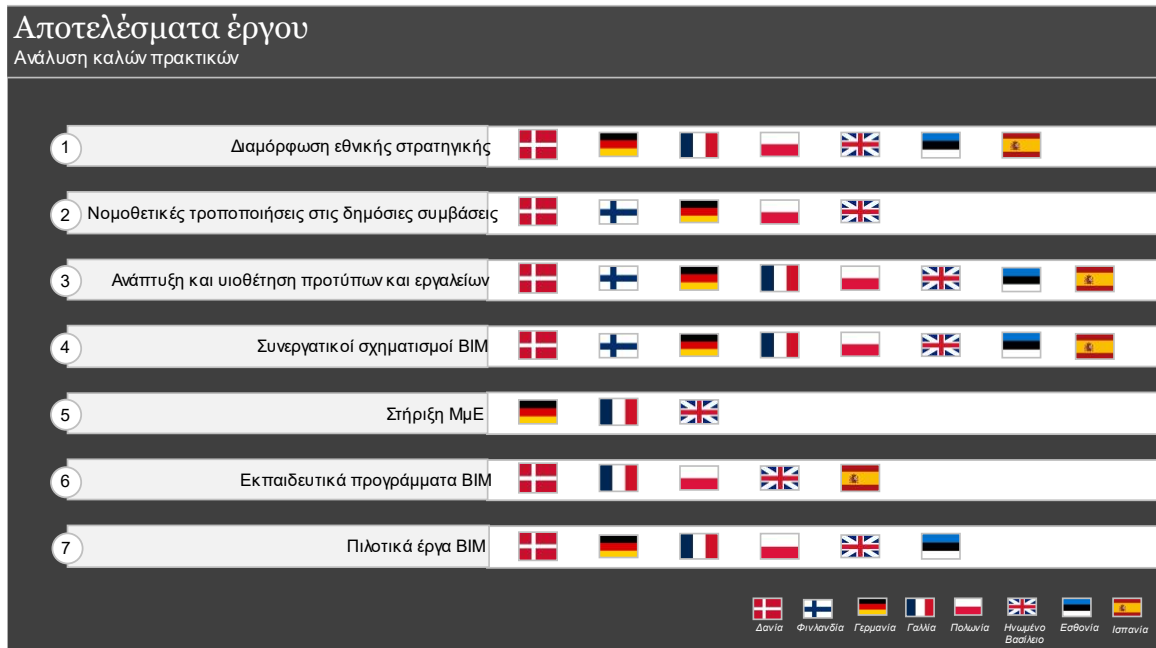 Αποτελέσματα έργου
Ανάλυση καλών πρακτικών
1 Διαμόρφωση εθνικής στρατηγικής
2 Νομοθετικές τροποποιήσεις στις δημόσιες συμβάσεις
3 Ανάπτυξη και υιοθέτηση προτύπων και εργαλείων
4 Συνεργατικοί σχηματισμοί BIM
5 Στήριξη ΜμΕ
6 Εκπαιδευτικά προγράμματα BIM
7 Πιλοτικά έργα BIM
Δανία Φινλανδία Γερμανία Γαλλία Πολωνία Ηνωμένο Βασίλειο Εσθονία Ισπανία